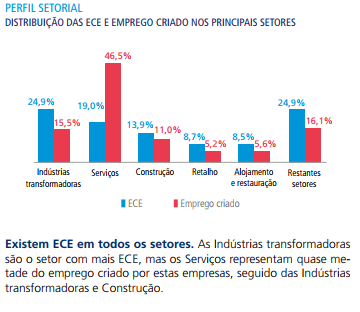 PERFIL SETORIAL
DISTRIBUIÇÃO DAS ECE E EMPREGO CRIADO NOS PRINCIPAIS SETORES
46,5%
24,9%
15,5%
19,0%
13,9%
11,0%
8,7%
5,2%
8,5%
5,6%
24,9%
16,1%
Indústrias
transformadoras
Serviços
Construção
Retalho
Alojamento
e restauração
Restantes
setores
ECE
Emprego criado
Existem ECE em todos os setores. As Indústrias transformadoras
são o setor com mais ECE, mas os Serviços representam quase me-
tade do emprego criado por estas empresas, seguido das Indústrias
transformadoras e Construção.